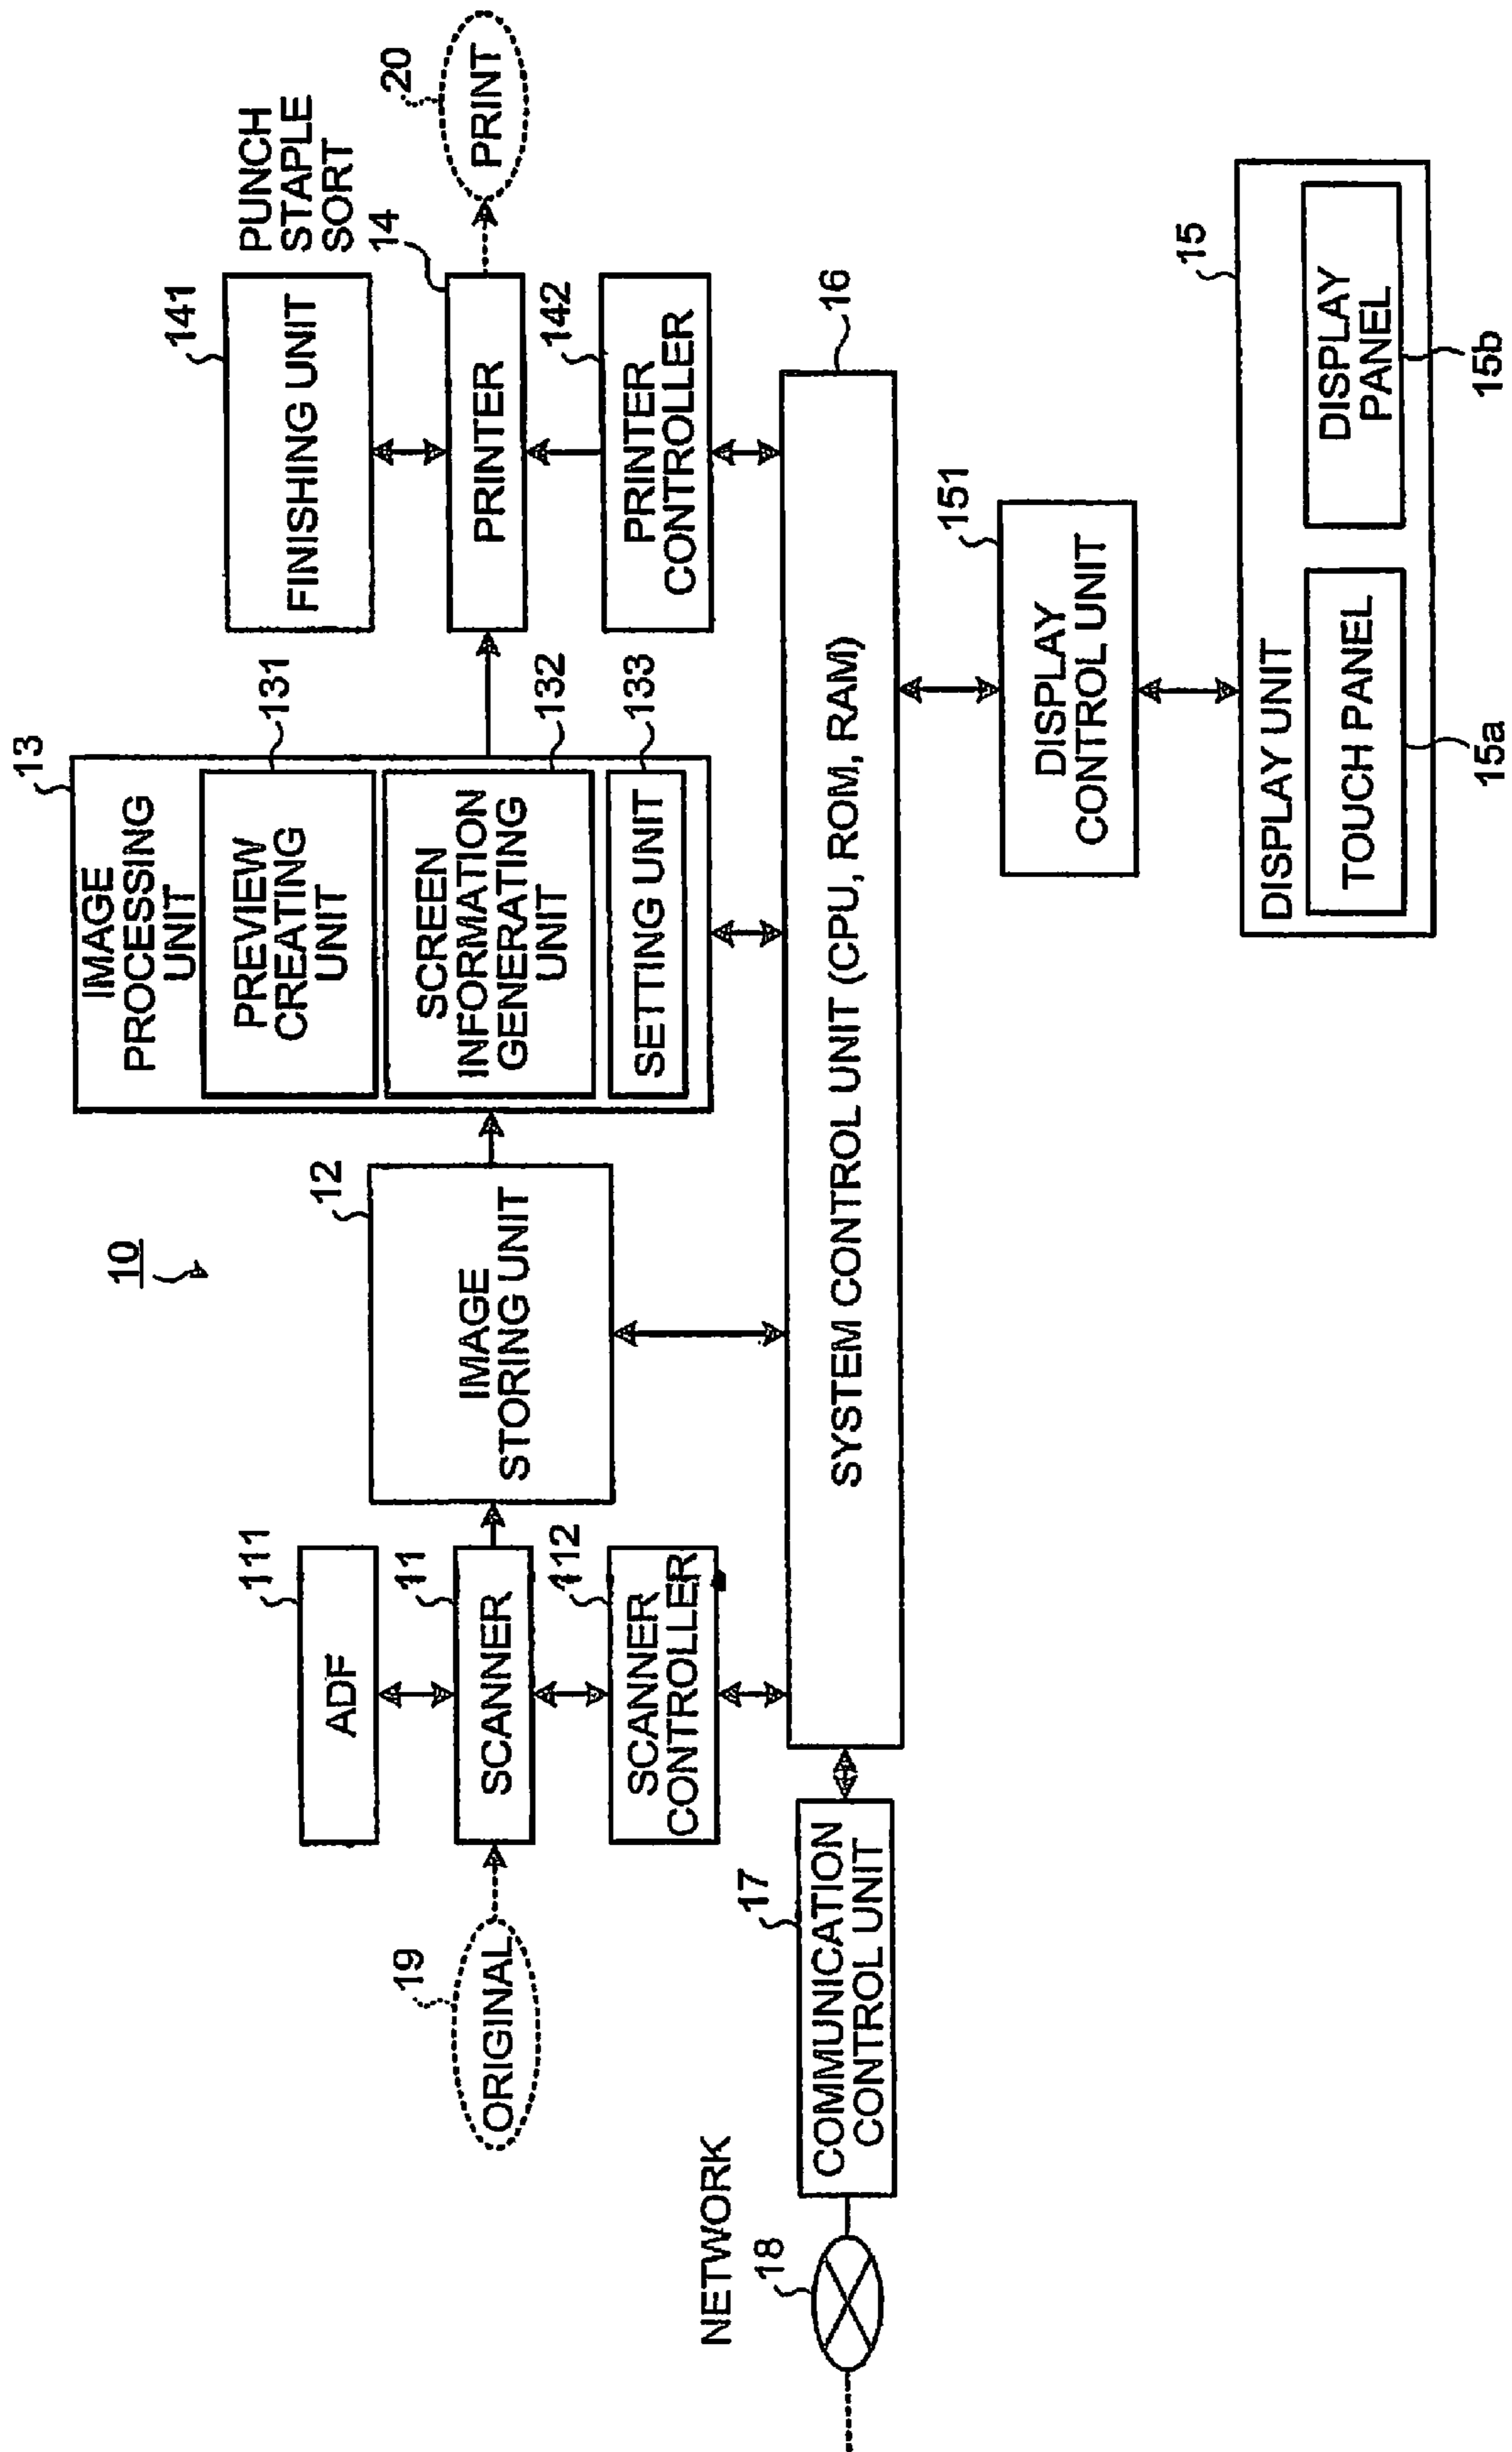 10
13
IMAGE
PROCESSING
UNIT
131
PREVIEW
CREATING
UNIT
132
SCREEN
INFORMATION
GENERATING
UNIT
133
SETTING UNIT
141
FINISHING UNIT
PUNCH
STAPLE
SORT
111
ADF
12
IMAGE
STORING UNIT
14
PRINTER
20
PRINT
19
ORIGINAL
11
SCANNER
112
SCANNER
CONTROLLER
142
PRINTER
CONTROLLER
16
SYSTEM CONTROL UNIT (CPU, ROM, RAM)
NETWORK
18
17
COMMUNICATION
CONTROL UNIT
151
DISPLAY
CONTROL UNIT
15
DISPLAY UNIT
TOUCH PANEL
DISPLAY
PANEL
15a
15b